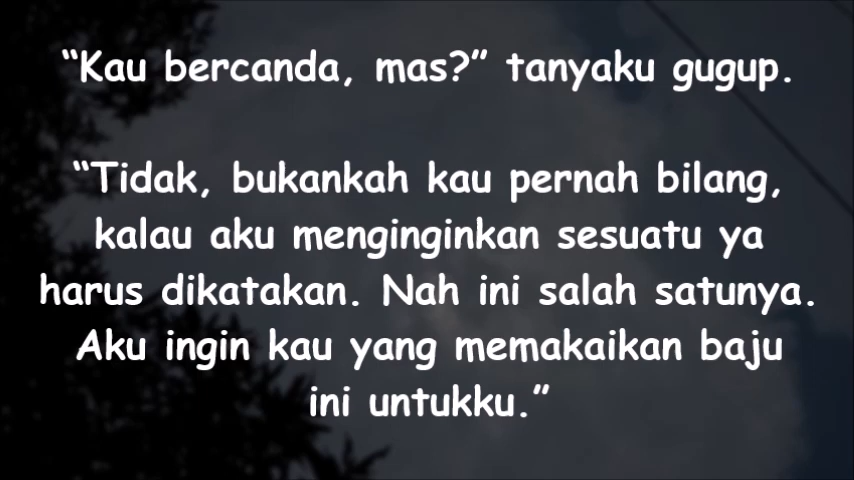 “Kau bercanda, mas?” tanyaku gugup.
“Tidak, bukankah kau pernah bilang,
kalau aku menginginkan sesuatu ya
harus dikatakan. Nah ini salah satunya.
Aku ingin kau yang memakaikan baju
ini untukku.”